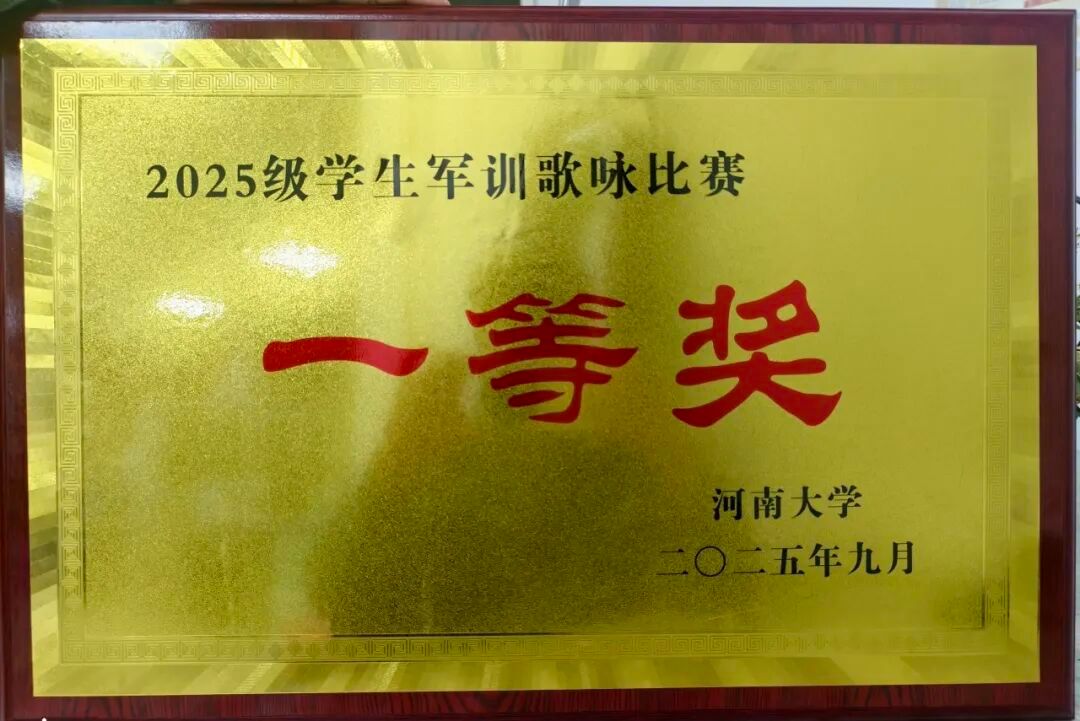 2025级学生军训歌咏比赛
一等奖
河南大学
二〇二五年九月